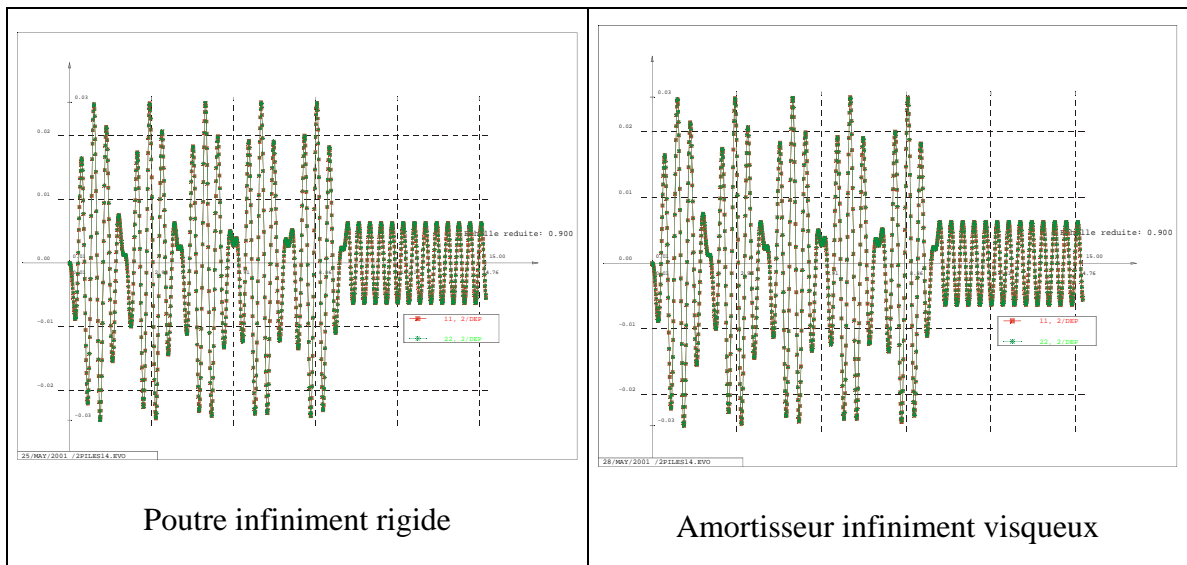 0.03
0.02
0.01
0.00
-0.01
-0.02
-0.03
0.900
15.00
11, 2/DEP
22, 2/DEP
25/MAY/2001 /2PILES14.EVO
Poutre infiniment rigide
0.03
0.02
0.01
0.00
-0.01
-0.02
-0.03
reduite: 0.900
15.00
11, 2/DEP
22, 2/DEP
28/MAY/2001 /2PILES14.EVO
Amortisseur infiniment visqueux